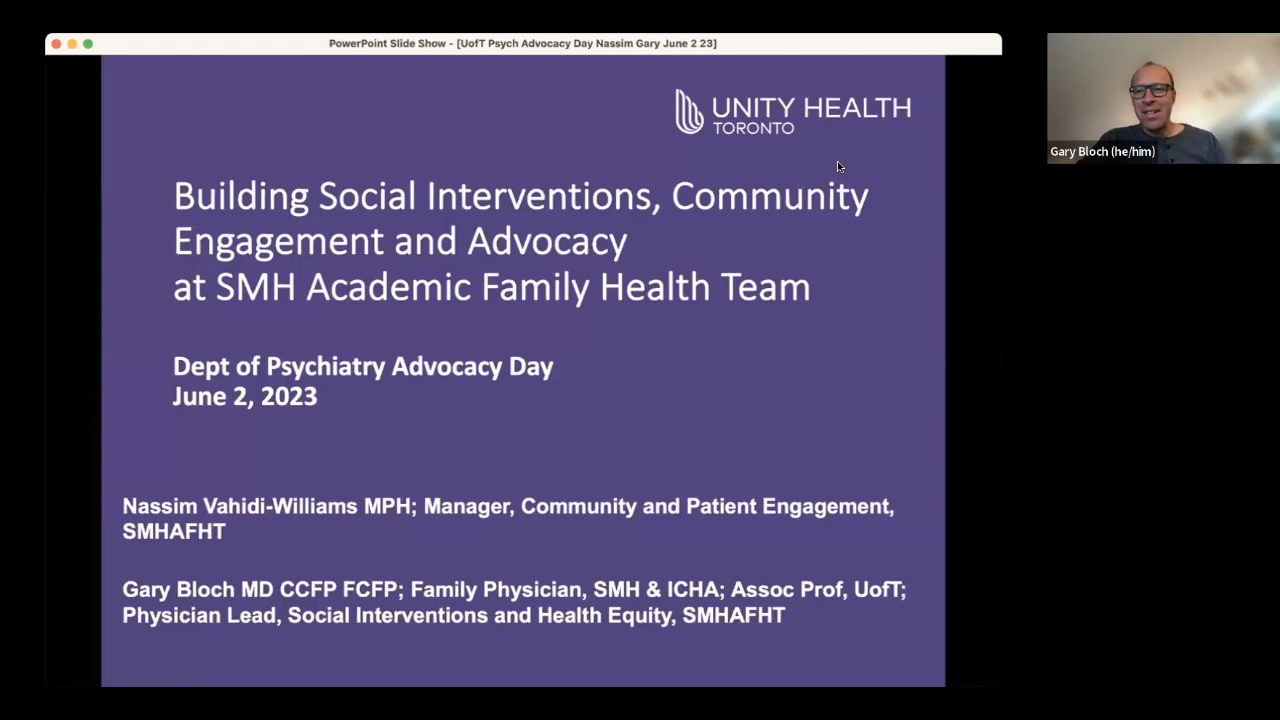 PowerPoint Slide Show - [UofT Psych Advocacy Day Nassim Gary June 2 23]
UNITY HEALTH
TORONTO
Building Social Interventions, Community
Engagement and Advocacy
at SMH Academic Family Health Team
Dept of Psychiatry Advocacy Day
June 2, 2023
Nassim Vahidi-Williams MPH; Manager, Community and Patient Engagement,
SMHAFHT
Gary Bloch MD CCFP FCFP; Family Physician, SMH & ICHA; Assoc Prof, UofT;
Physician Lead, Social Interventions and Health Equity, SMHAFHT
Gary Bloch (he/him)